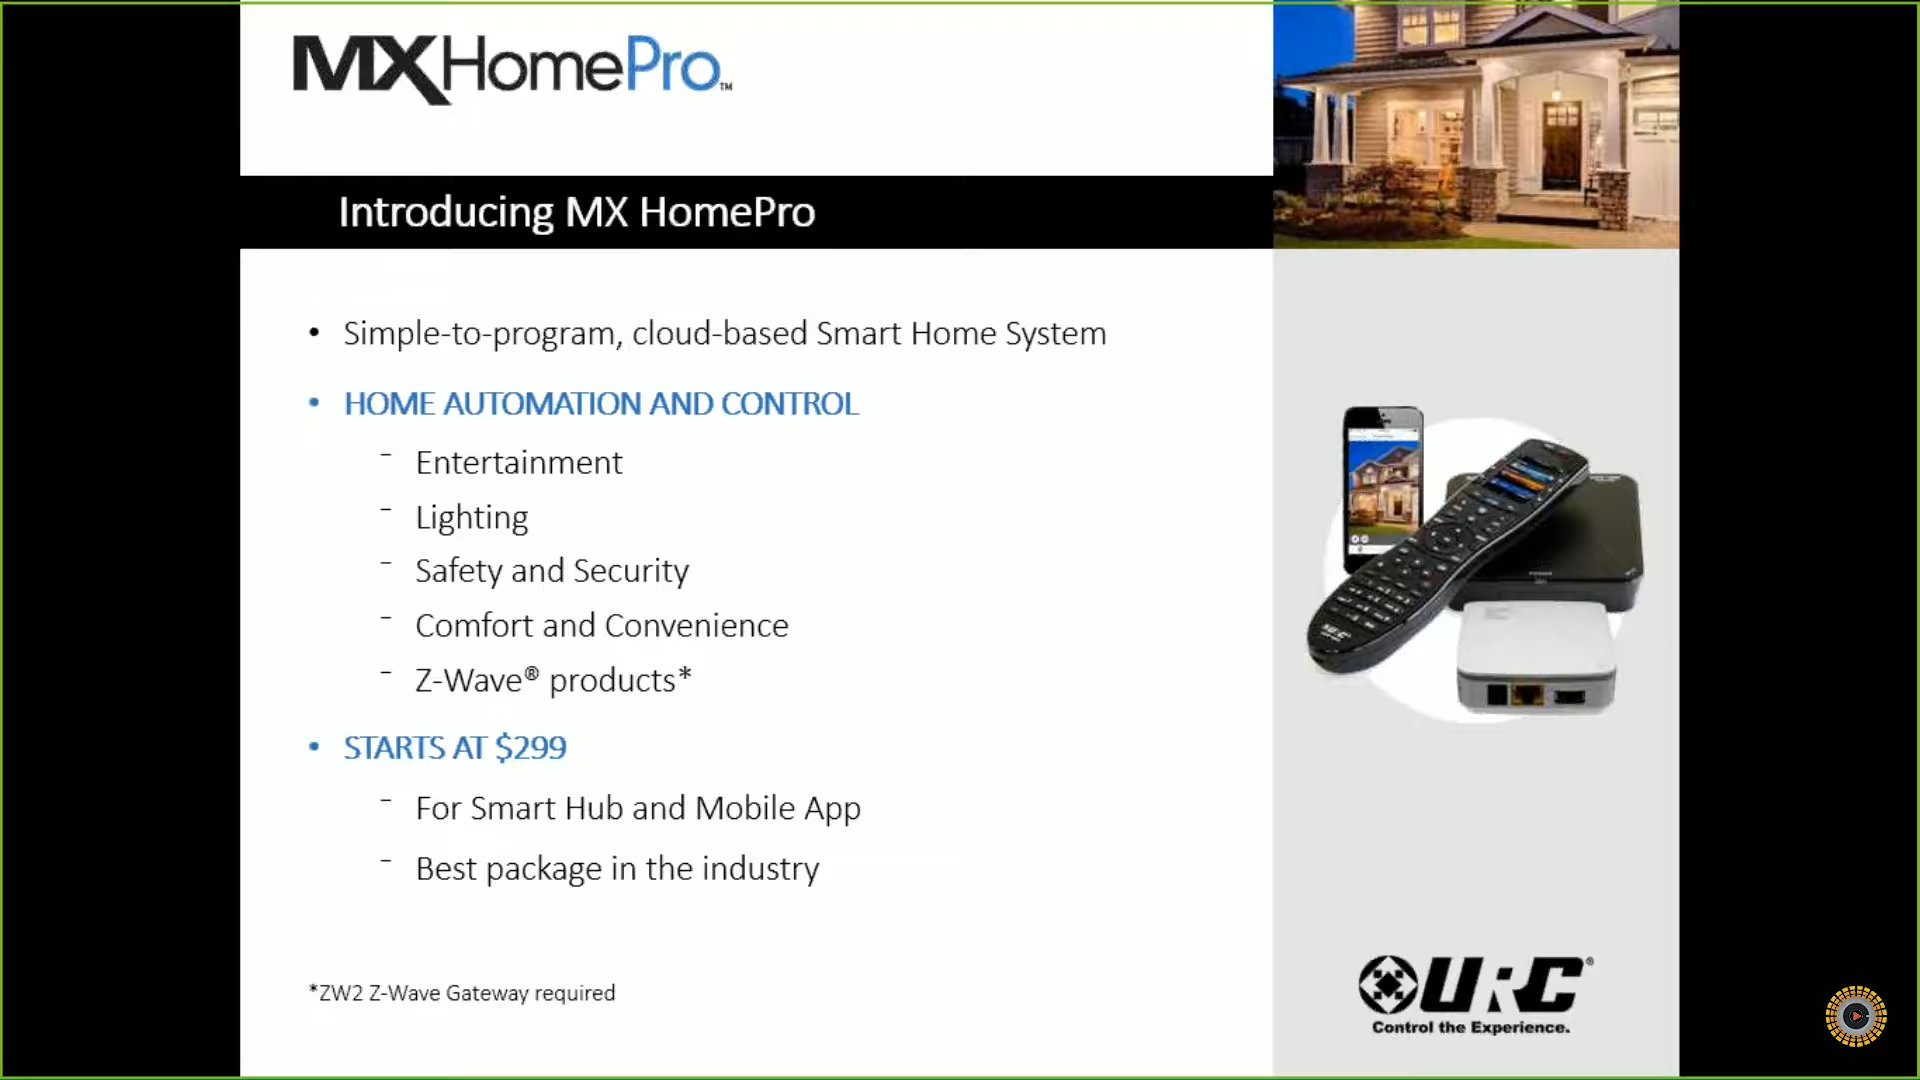 MXHomePro™
Introducing MX HomePro
• Simple-to-program, cloud-based Smart Home System
• HOME AUTOMATION AND CONTROL
- Entertainment
- Lighting
- Safety and Security
- Comfort and Convenience
- Z-Wave® products*
• STARTS AT $299
- For Smart Hub and Mobile App
- Best package in the industry
*ZW2 Z-Wave Gateway required
URC
URC®
Control the Experience.